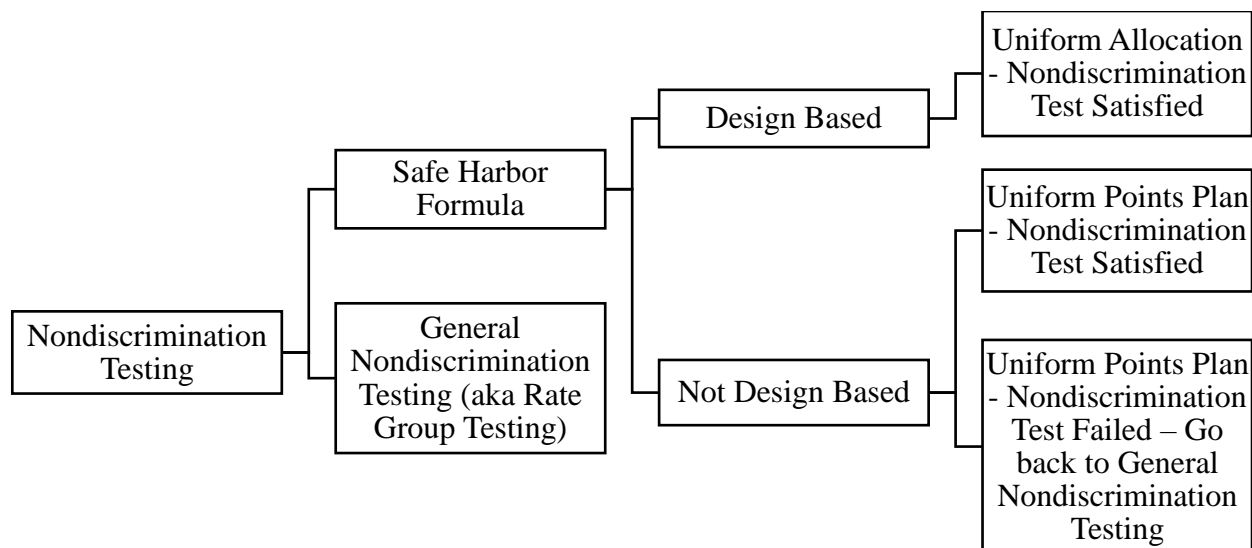 Nondiscrimination
Testing
Safe Harbor
Formula
General
Nondiscrimination
Testing (aka Rate
Group Testing)
Design Based
Not Design Based
Uniform Allocation
- Nondiscrimination
Test Satisfied
Uniform Points Plan
- Nondiscrimination
Test Satisfied
Uniform Points Plan
- Nondiscrimination
Test Failed – Go
back to General
Nondiscrimination
Testing